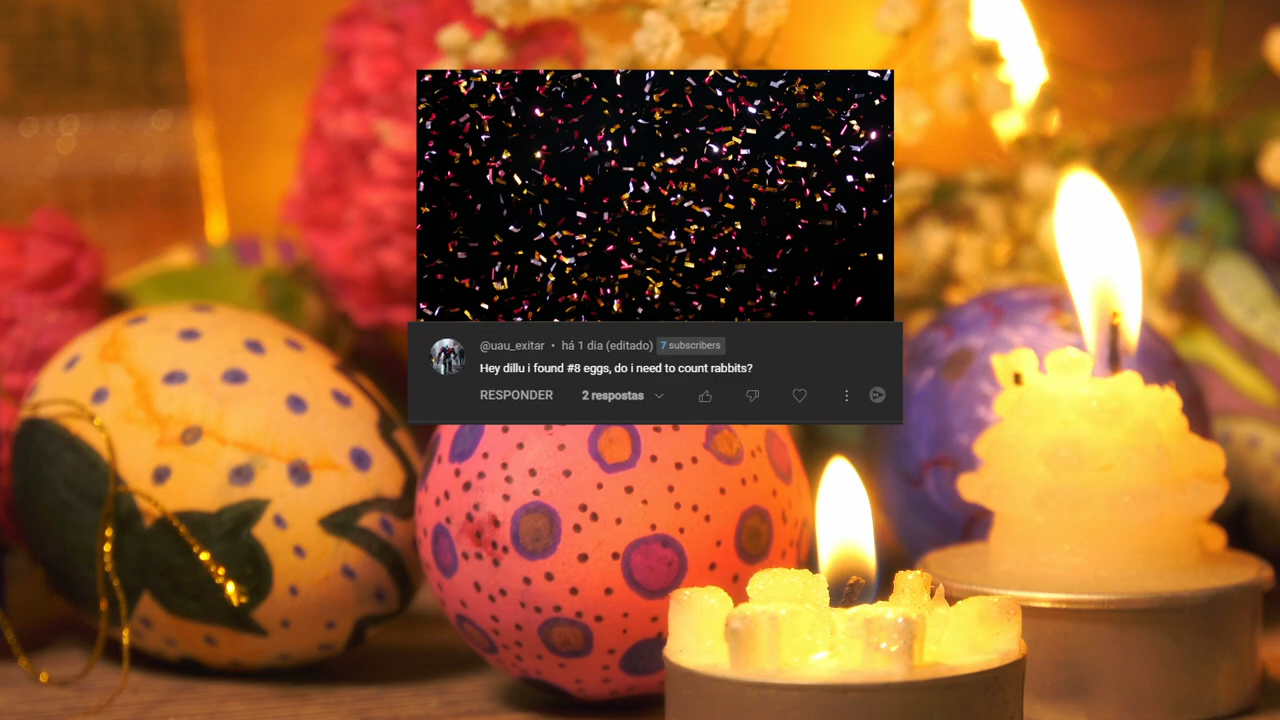 @uau_exitar • há 1 dia (editado) 7 subscribers
Hey dillu i found #8 eggs, do i need to count rabbits?
RESPONDER 2 respostas